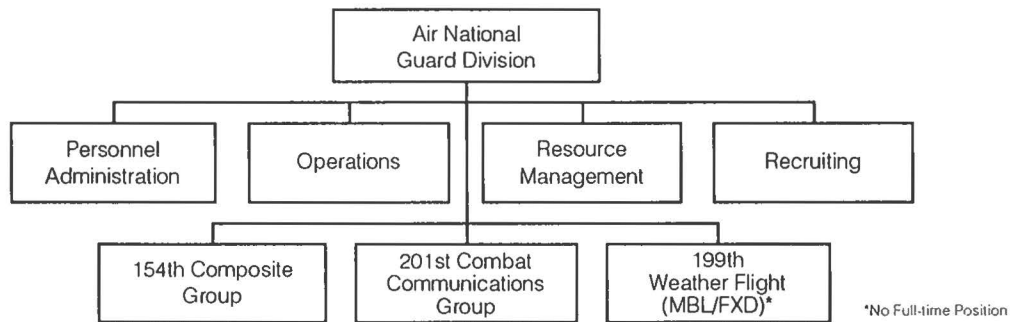 Air National
Guard Division
Personnel
Administration
Operations
Resource
Management
Recruiting
154th Composite
Group
201st Combat
Communications
Group
199th
Weather Flight
(MBL/FXD)*
*No Full-time Position